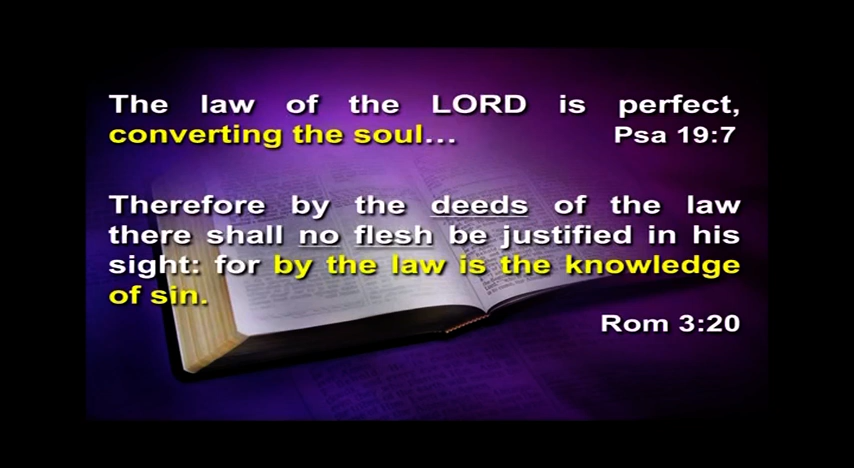 The law of the LORD is perfect,
converting the soul... Psa 19:7
Therefore by the deeds of the law
there shall no flesh be justified in his
sight: for by the law is the knowledge
of sin.
Rom 3:20